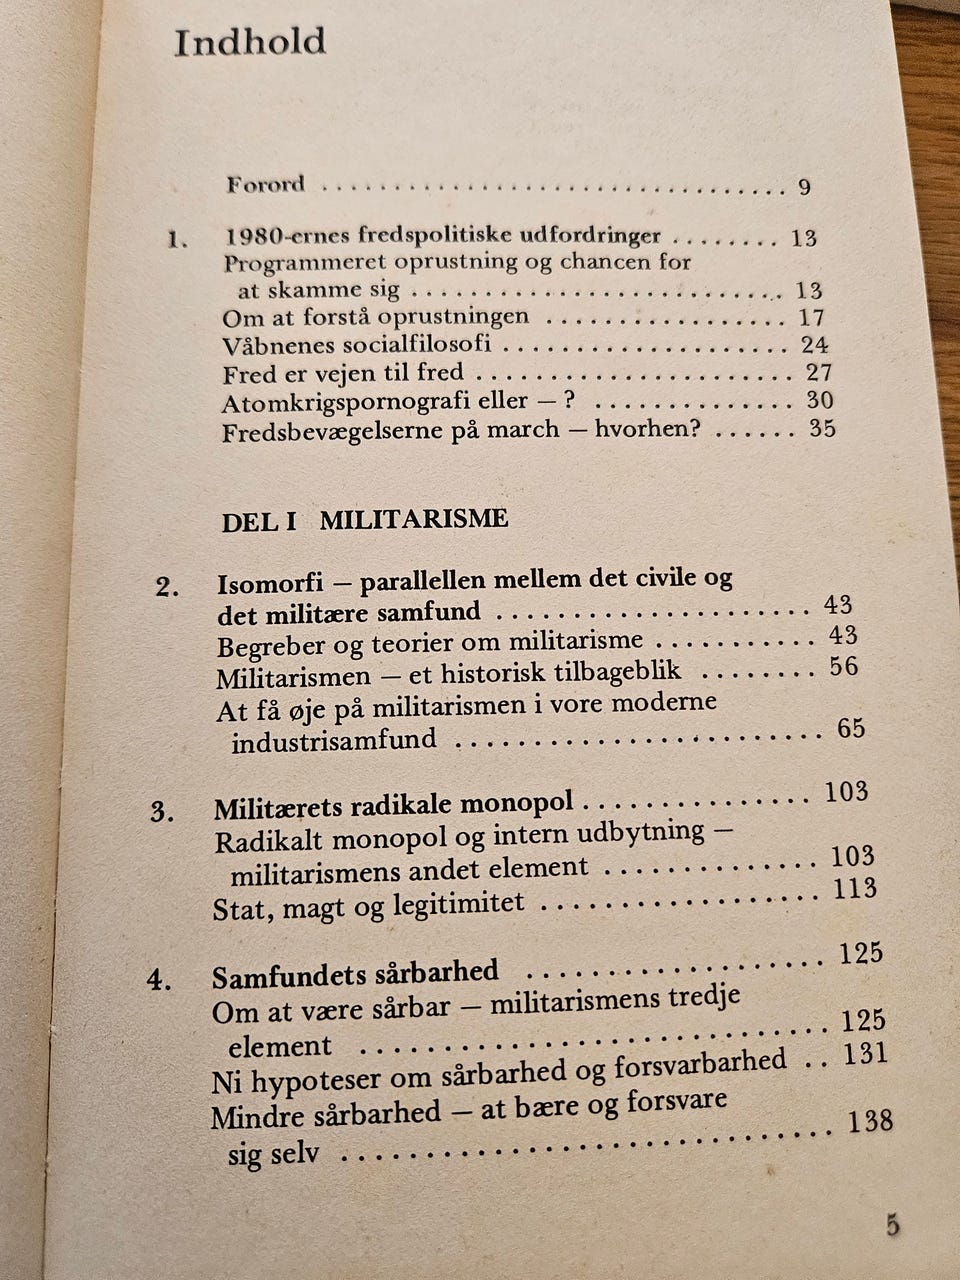 Indhold
Forord ................................. 9
1. 1980-ernes fredspolitiske udfordringer ........ 13
Programmeret oprustning og chancen for
at skamme sig .......................... 13
Om at forstå oprustningen ................. 17
Våbnenes socialfilosofi .................... 24
Fred er vejen til fred ...................... 27
Atomkrigspornografi eller – ? .............. 30
Fredsbevægelserne på march – hvorhen? ...... 35
DEL I MILITARISME
2. Isomorfi – parallellen mellem det civile og
det militære samfund ...................... 43
Begreber og teorier om militarisme ........... 43
Militarismen – et historisk tilbageblik ........ 56
At få øje på militarismen i vore moderne
industrisamfund ......................... 65
3. Militærets radikale monopol ............... 103
Radikalt monopol og intern udbytning –
militarismens andet element .............. 103
Stat, magt og legitimitet .................. 113
4. Samfundets sårbarhed .................... 125
Om at være sårbar – militarismens tredje
element ................................ 125
Ni hypoteser om sårbarhed og forsvarbarhed .. 131
Mindre sårbarhed – at bære og forsvare
sig selv ................................. 138
5